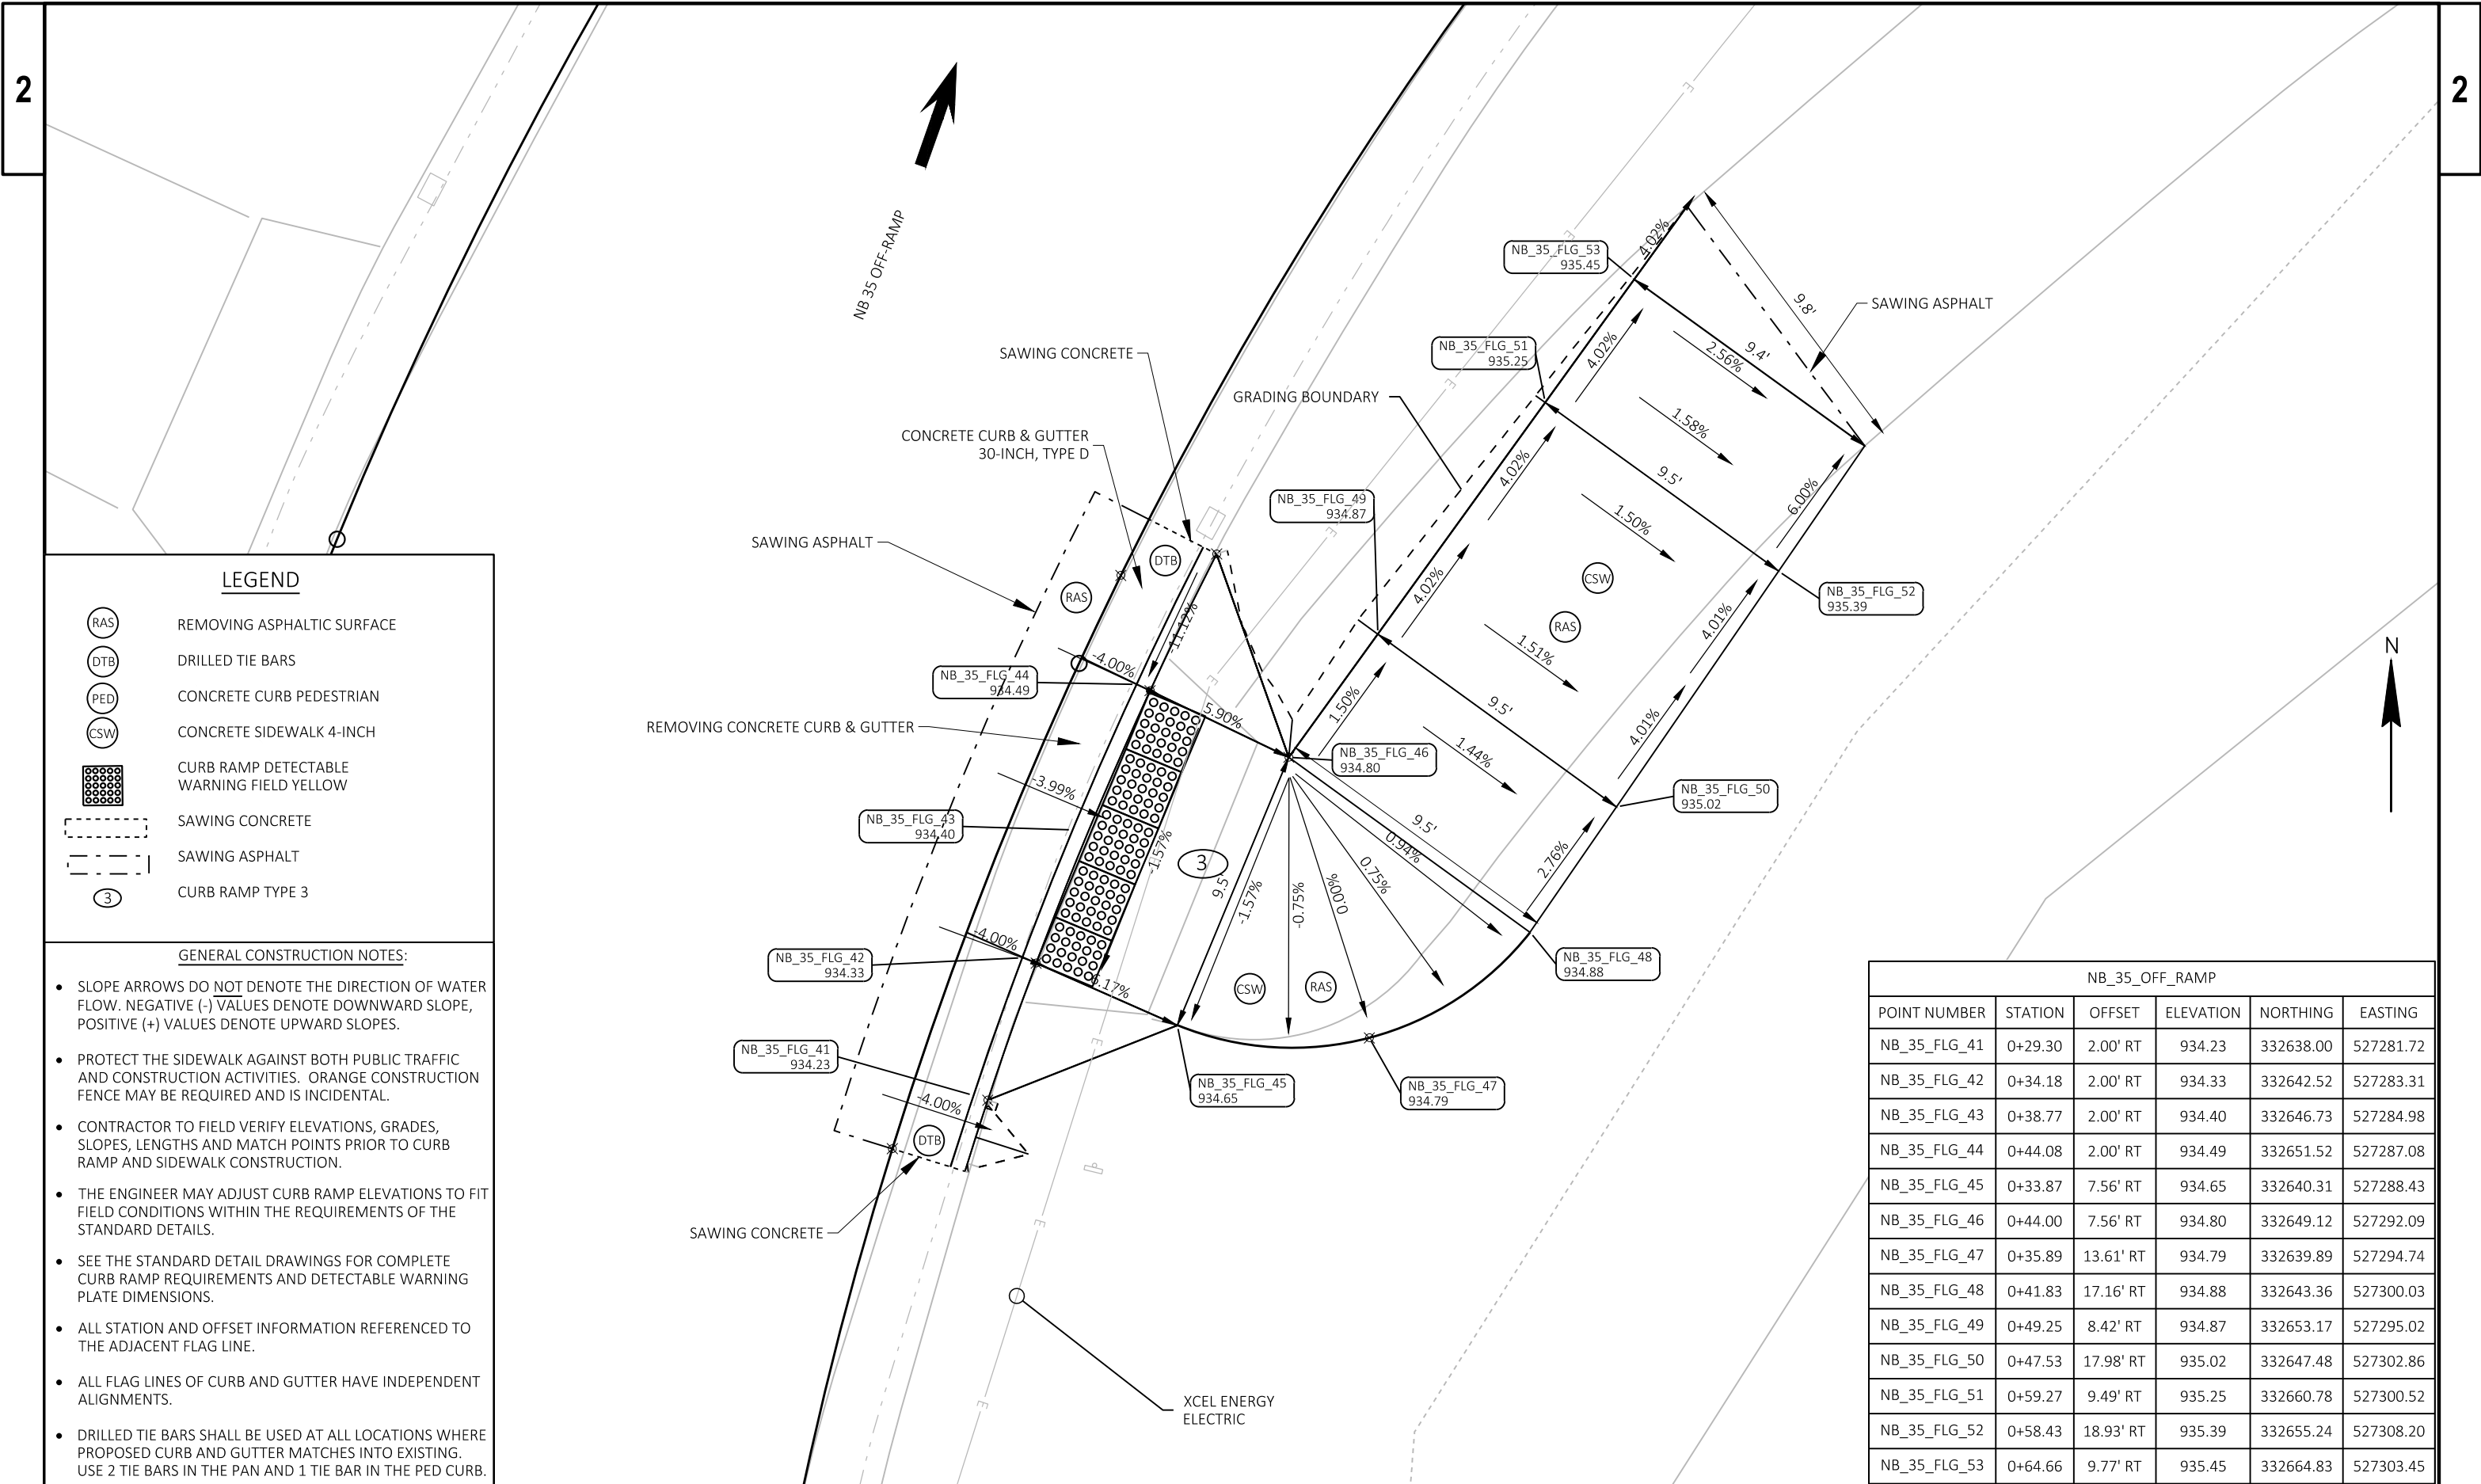 2
2
NB 35 OFF-RAMP
SAWING CONCRETE
CONCRETE CURB & GUTTER
30-INCH, TYPE D
SAWING ASPHALT
GRADING BOUNDARY
REMOVING CONCRETE CURB & GUTTER
SAWING ASPHALT
SAWING CONCRETE
XCEL ENERGY
ELECTRIC
N
NB_35_FLG_53
935.45
NB_35_FLG_51
935.25
NB_35_FLG_49
934.87
NB_35_FLG_52
935.39
NB_35_FLG_44
934.49
NB_35_FLG_46
934.80
NB_35_FLG_50
935.02
NB_35_FLG_43
934.40
NB_35_FLG_42
934.33
NB_35_FLG_48
934.88
NB_35_FLG_41
934.23
NB_35_FLG_45
934.65
NB_35_FLG_47
934.79
4.02%
9.8'
4.02%
9.4'
2.56%
1.58%
4.02%
9.5'
6.00%
1.50%
CSW
RAS
4.02%
4.01%
1.51%
DTB
RAS
-11.12%
-4.00%
5.90%
1.50%
9.5'
4.01%
1.44%
-3.99%
-1.57%
3
9.5'
0.94%
2.76%
9.5'
-1.57%
-0.75%
0.00%
0.75%
-4.00%
6.17%
CSW
RAS
-4.00%
DTB
E
E
E
E
E
E
E
E
P
LEGEND
RAS REMOVING ASPHALTIC SURFACE
DTB DRILLED TIE BARS
PED CONCRETE CURB PEDESTRIAN
CSW CONCRETE SIDEWALK 4-INCH
CURB RAMP DETECTABLE
WARNING FIELD YELLOW
SAWING CONCRETE
SAWING ASPHALT
3 CURB RAMP TYPE 3
GENERAL CONSTRUCTION NOTES:
• SLOPE ARROWS DO NOT DENOTE THE DIRECTION OF WATER
FLOW. NEGATIVE (-) VALUES DENOTE DOWNWARD SLOPE,
POSITIVE (+) VALUES DENOTE UPWARD SLOPES.
• PROTECT THE SIDEWALK AGAINST BOTH PUBLIC TRAFFIC
AND CONSTRUCTION ACTIVITIES. ORANGE CONSTRUCTION
FENCE MAY BE REQUIRED AND IS INCIDENTAL.
• CONTRACTOR TO FIELD VERIFY ELEVATIONS, GRADES,
SLOPES, LENGTHS AND MATCH POINTS PRIOR TO CURB
RAMP AND SIDEWALK CONSTRUCTION.
• THE ENGINEER MAY ADJUST CURB RAMP ELEVATIONS TO FIT
FIELD CONDITIONS WITHIN THE REQUIREMENTS OF THE
STANDARD DETAILS.
• SEE THE STANDARD DETAIL DRAWINGS FOR COMPLETE
CURB RAMP REQUIREMENTS AND DETECTABLE WARNING
PLATE DIMENSIONS.
• ALL STATION AND OFFSET INFORMATION REFERENCED TO
THE ADJACENT FLAG LINE.
• ALL FLAG LINES OF CURB AND GUTTER HAVE INDEPENDENT
ALIGNMENTS.
• DRILLED TIE BARS SHALL BE USED AT ALL LOCATIONS WHERE
PROPOSED CURB AND GUTTER MATCHES INTO EXISTING.
USE 2 TIE BARS IN THE PAN AND 1 TIE BAR IN THE PED CURB.
NB_35_OFF_RAMP
POINT NUMBER STATION OFFSET ELEVATION NORTHING EASTING
NB_35_FLG_41 0+29.30 2.00' RT 934.23 332638.00 527281.72
NB_35_FLG_42 0+34.18 2.00' RT 934.33 332642.52 527283.31
NB_35_FLG_43 0+38.77 2.00' RT 934.40 332646.73 527284.98
NB_35_FLG_44 0+44.08 2.00' RT 934.49 332651.52 527287.08
NB_35_FLG_45 0+33.87 7.56' RT 934.65 332640.31 527288.43
NB_35_FLG_46 0+44.00 7.56' RT 934.80 332649.12 527292.09
NB_35_FLG_47 0+35.89 13.61' RT 934.79 332639.89 527294.74
NB_35_FLG_48 0+41.83 17.16' RT 934.88 332643.36 527300.03
NB_35_FLG_49 0+49.25 8.42' RT 934.87 332653.17 527295.02
NB_35_FLG_50 0+47.53 17.98' RT 935.02 332647.48 527302.86
NB_35_FLG_51 0+59.27 9.49' RT 935.25 332660.78 527300.52
NB_35_FLG_52 0+58.43 18.93' RT 935.39 332655.24 527308.20
NB_35_FLG_53 0+64.66 9.77' RT 935.45 332664.83 527303.45